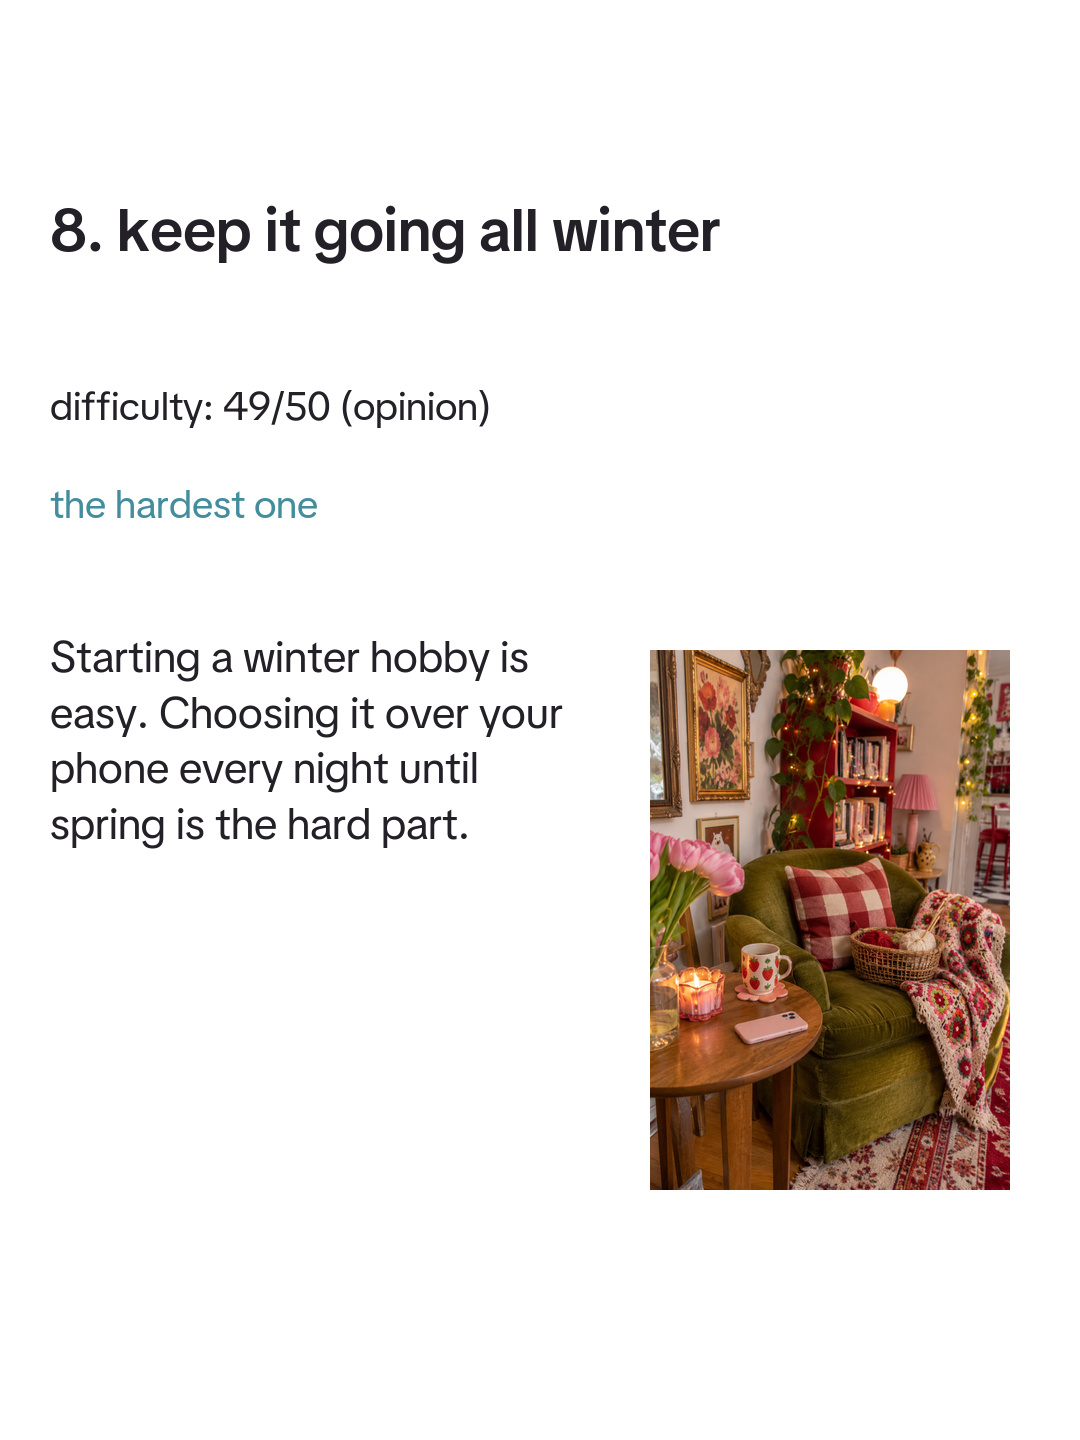 8. keep it going all winter
difficulty: 49/50 (opinion)
the hardest one
Starting a winter hobby is
easy. Choosing it over your
phone every night until
spring is the hard part.